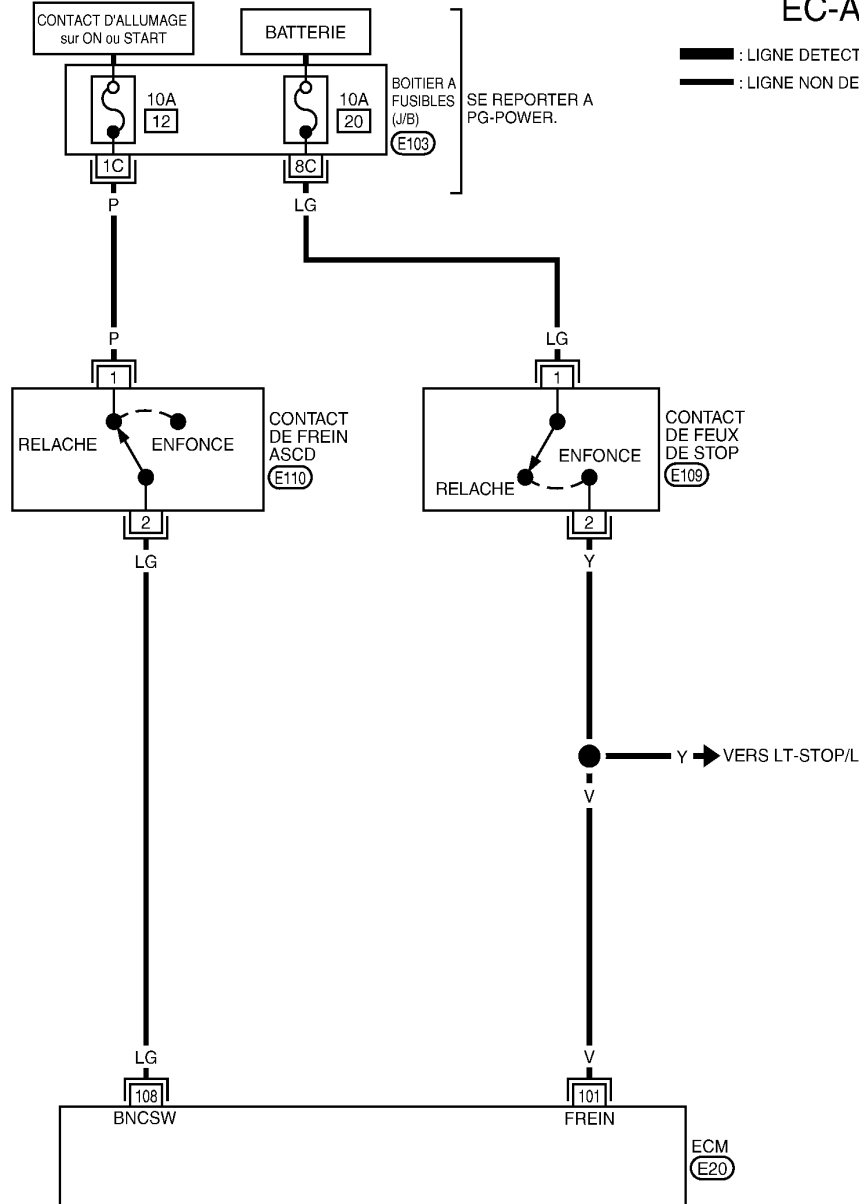 EC-A
CONTACT D'ALLUMAGE
sur ON ou START
BATTERIE
: LIGNE DETECT
: LIGNE NON DE
10A
12
10A
20
BOITIER A
FUSIBLES
(J/B)
E103
SE REPORTER A
PG-POWER.
1C
8C
P
LG
P
LG
1
1
RELACHE
ENFONCE
CONTACT
DE FREIN
ASCD
E110
RELACHE
ENFONCE
CONTACT
DE FEUX
DE STOP
E109
2
2
LG
Y
Y
VERS LT-STOP/L
V
LG
V
108
101
BNCSW
FREIN
ECM
E20